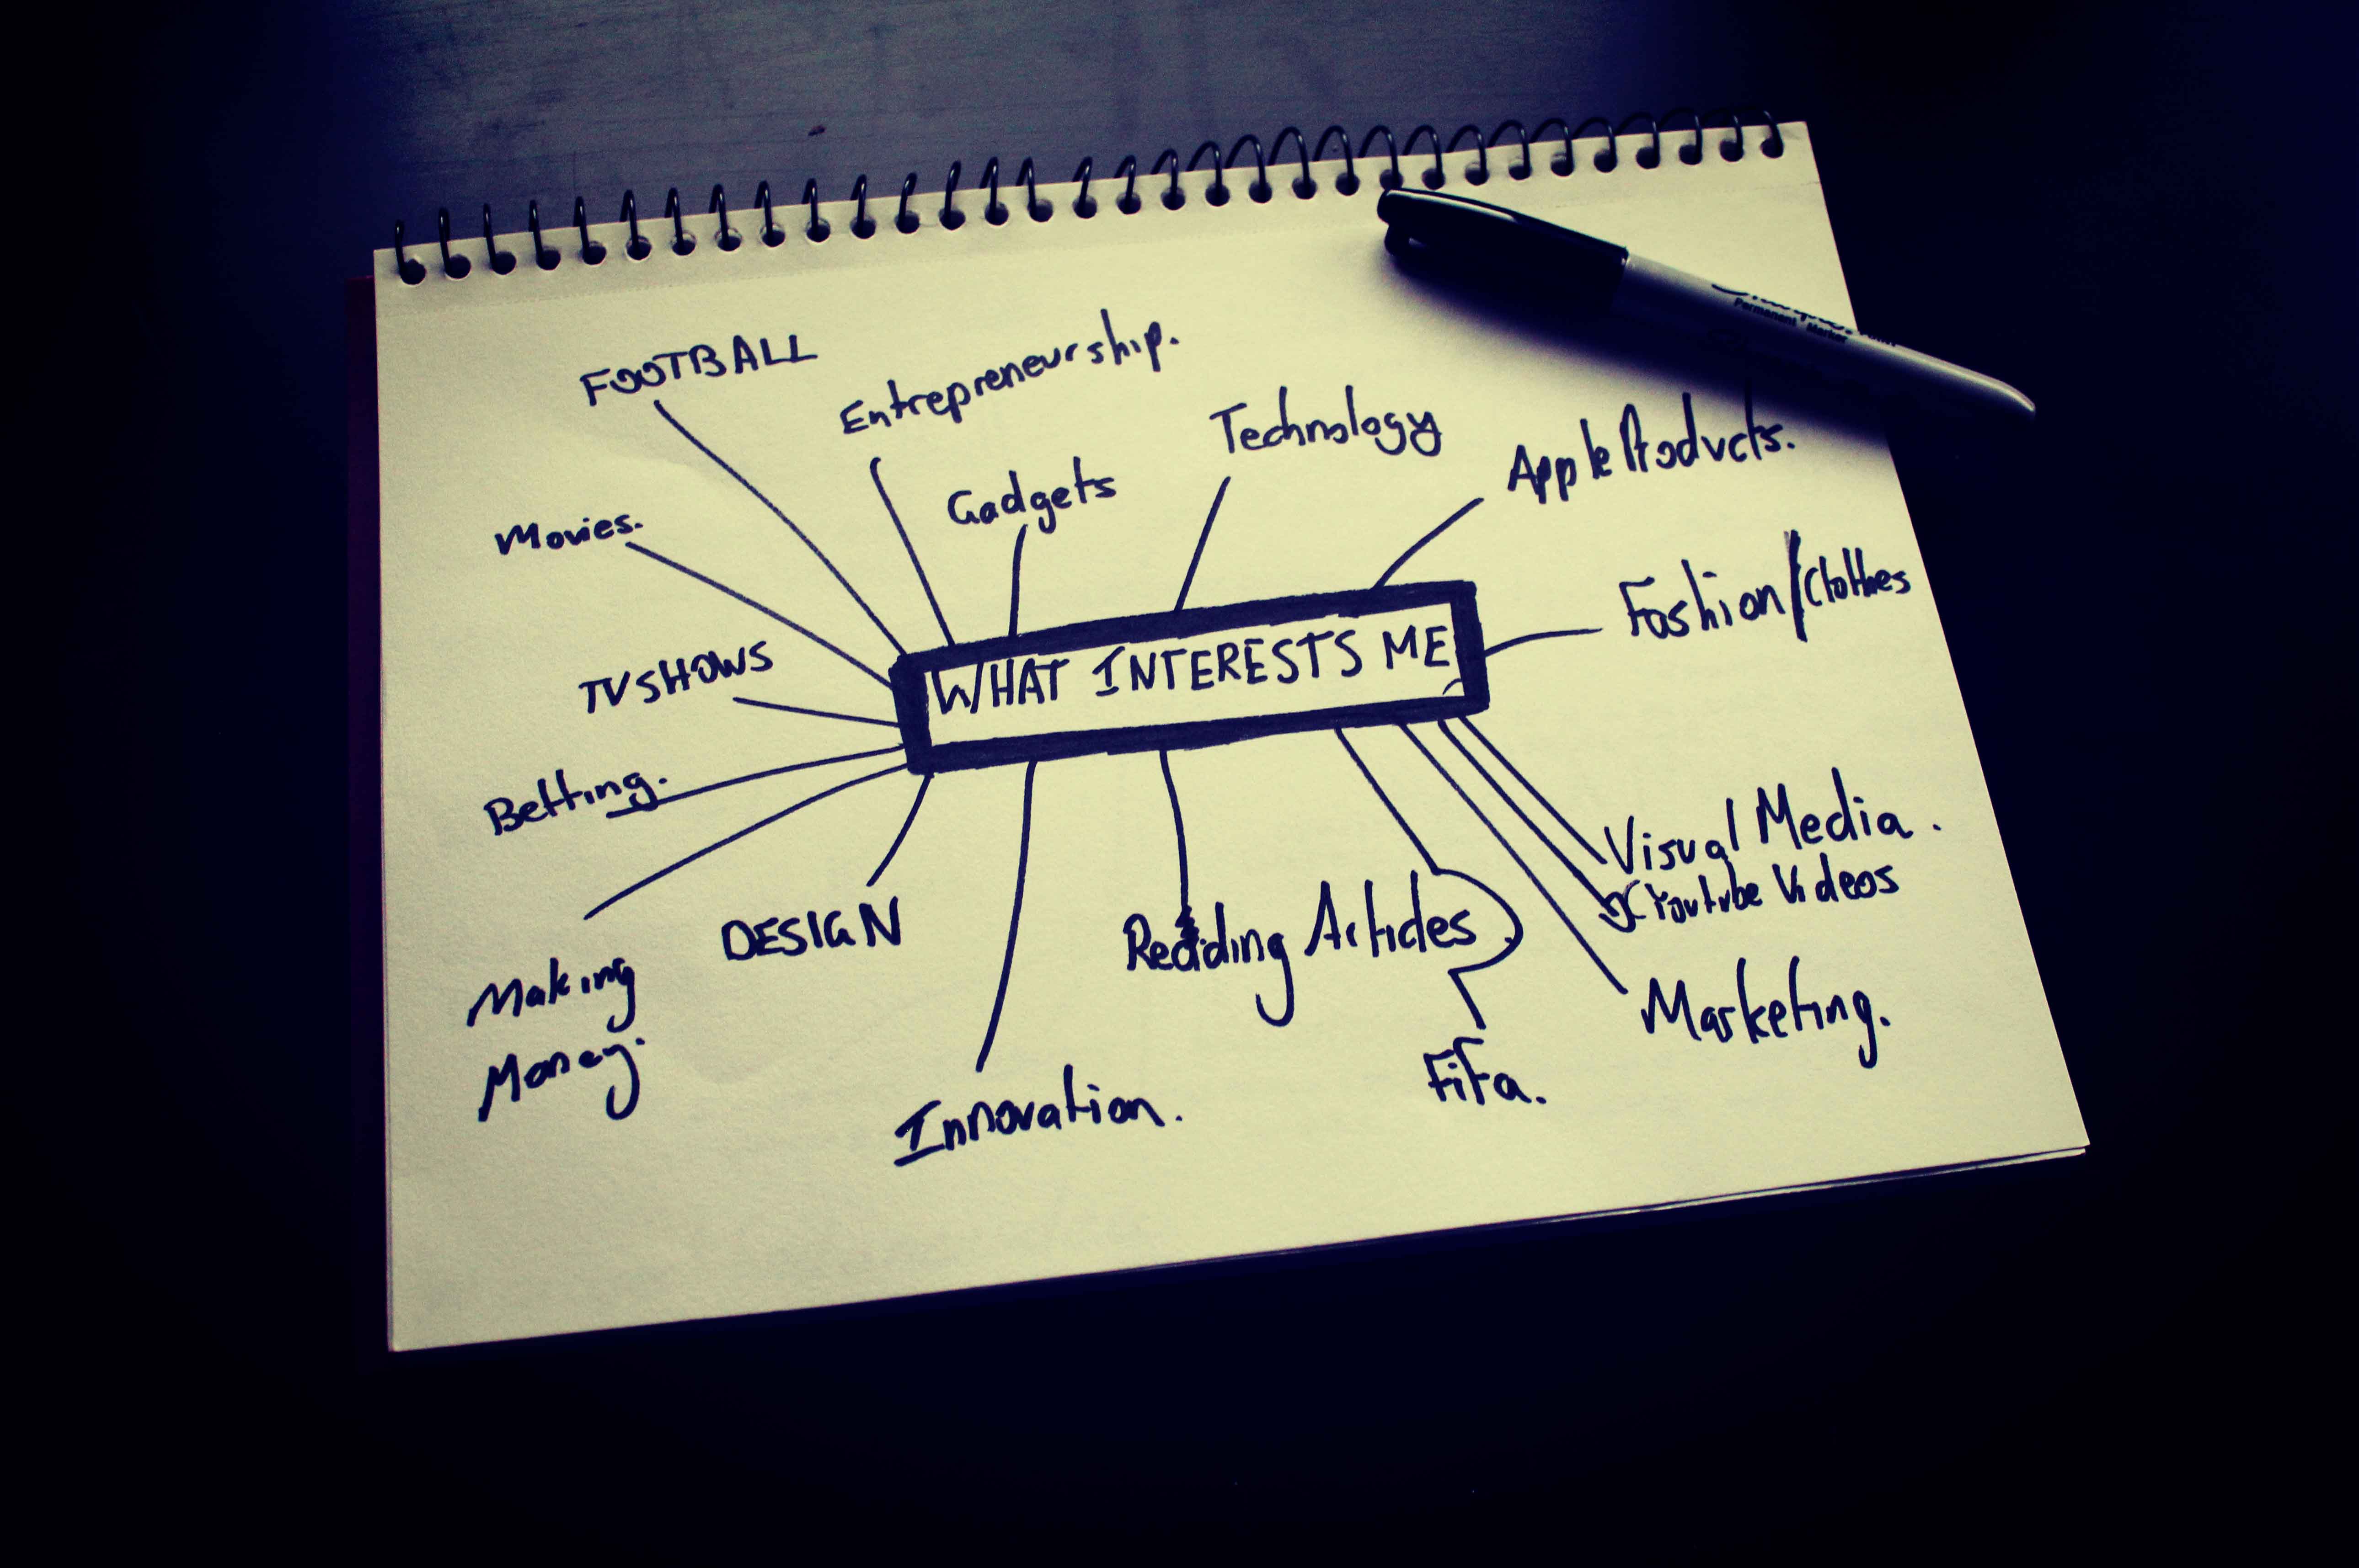 FOOTBALL
Entrepreneurship.
Technology
Apple Products.
Gadgets
Movies.
Fashion/Clothes
WHAT INTERESTS ME
TV SHOWS
Betting.
Visual Media.
Youtube Videos
DESIGN
Reading Articles
Making
Money.
Marketing.
Fifa.
Innovation.
Permanent Marker